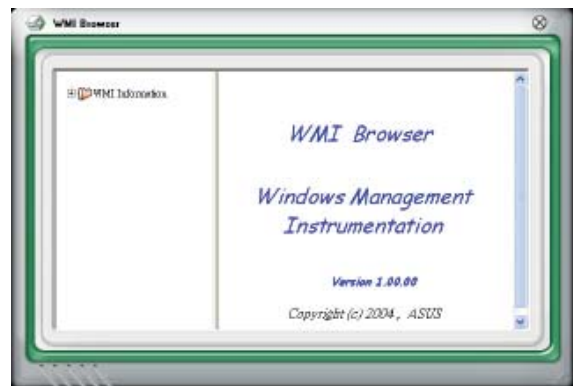 WMI Browser
WMI Information
WMI Browser
Windows Management
Instrumentation
Version 1.00.00
Copyright (c) 2004, ASUS